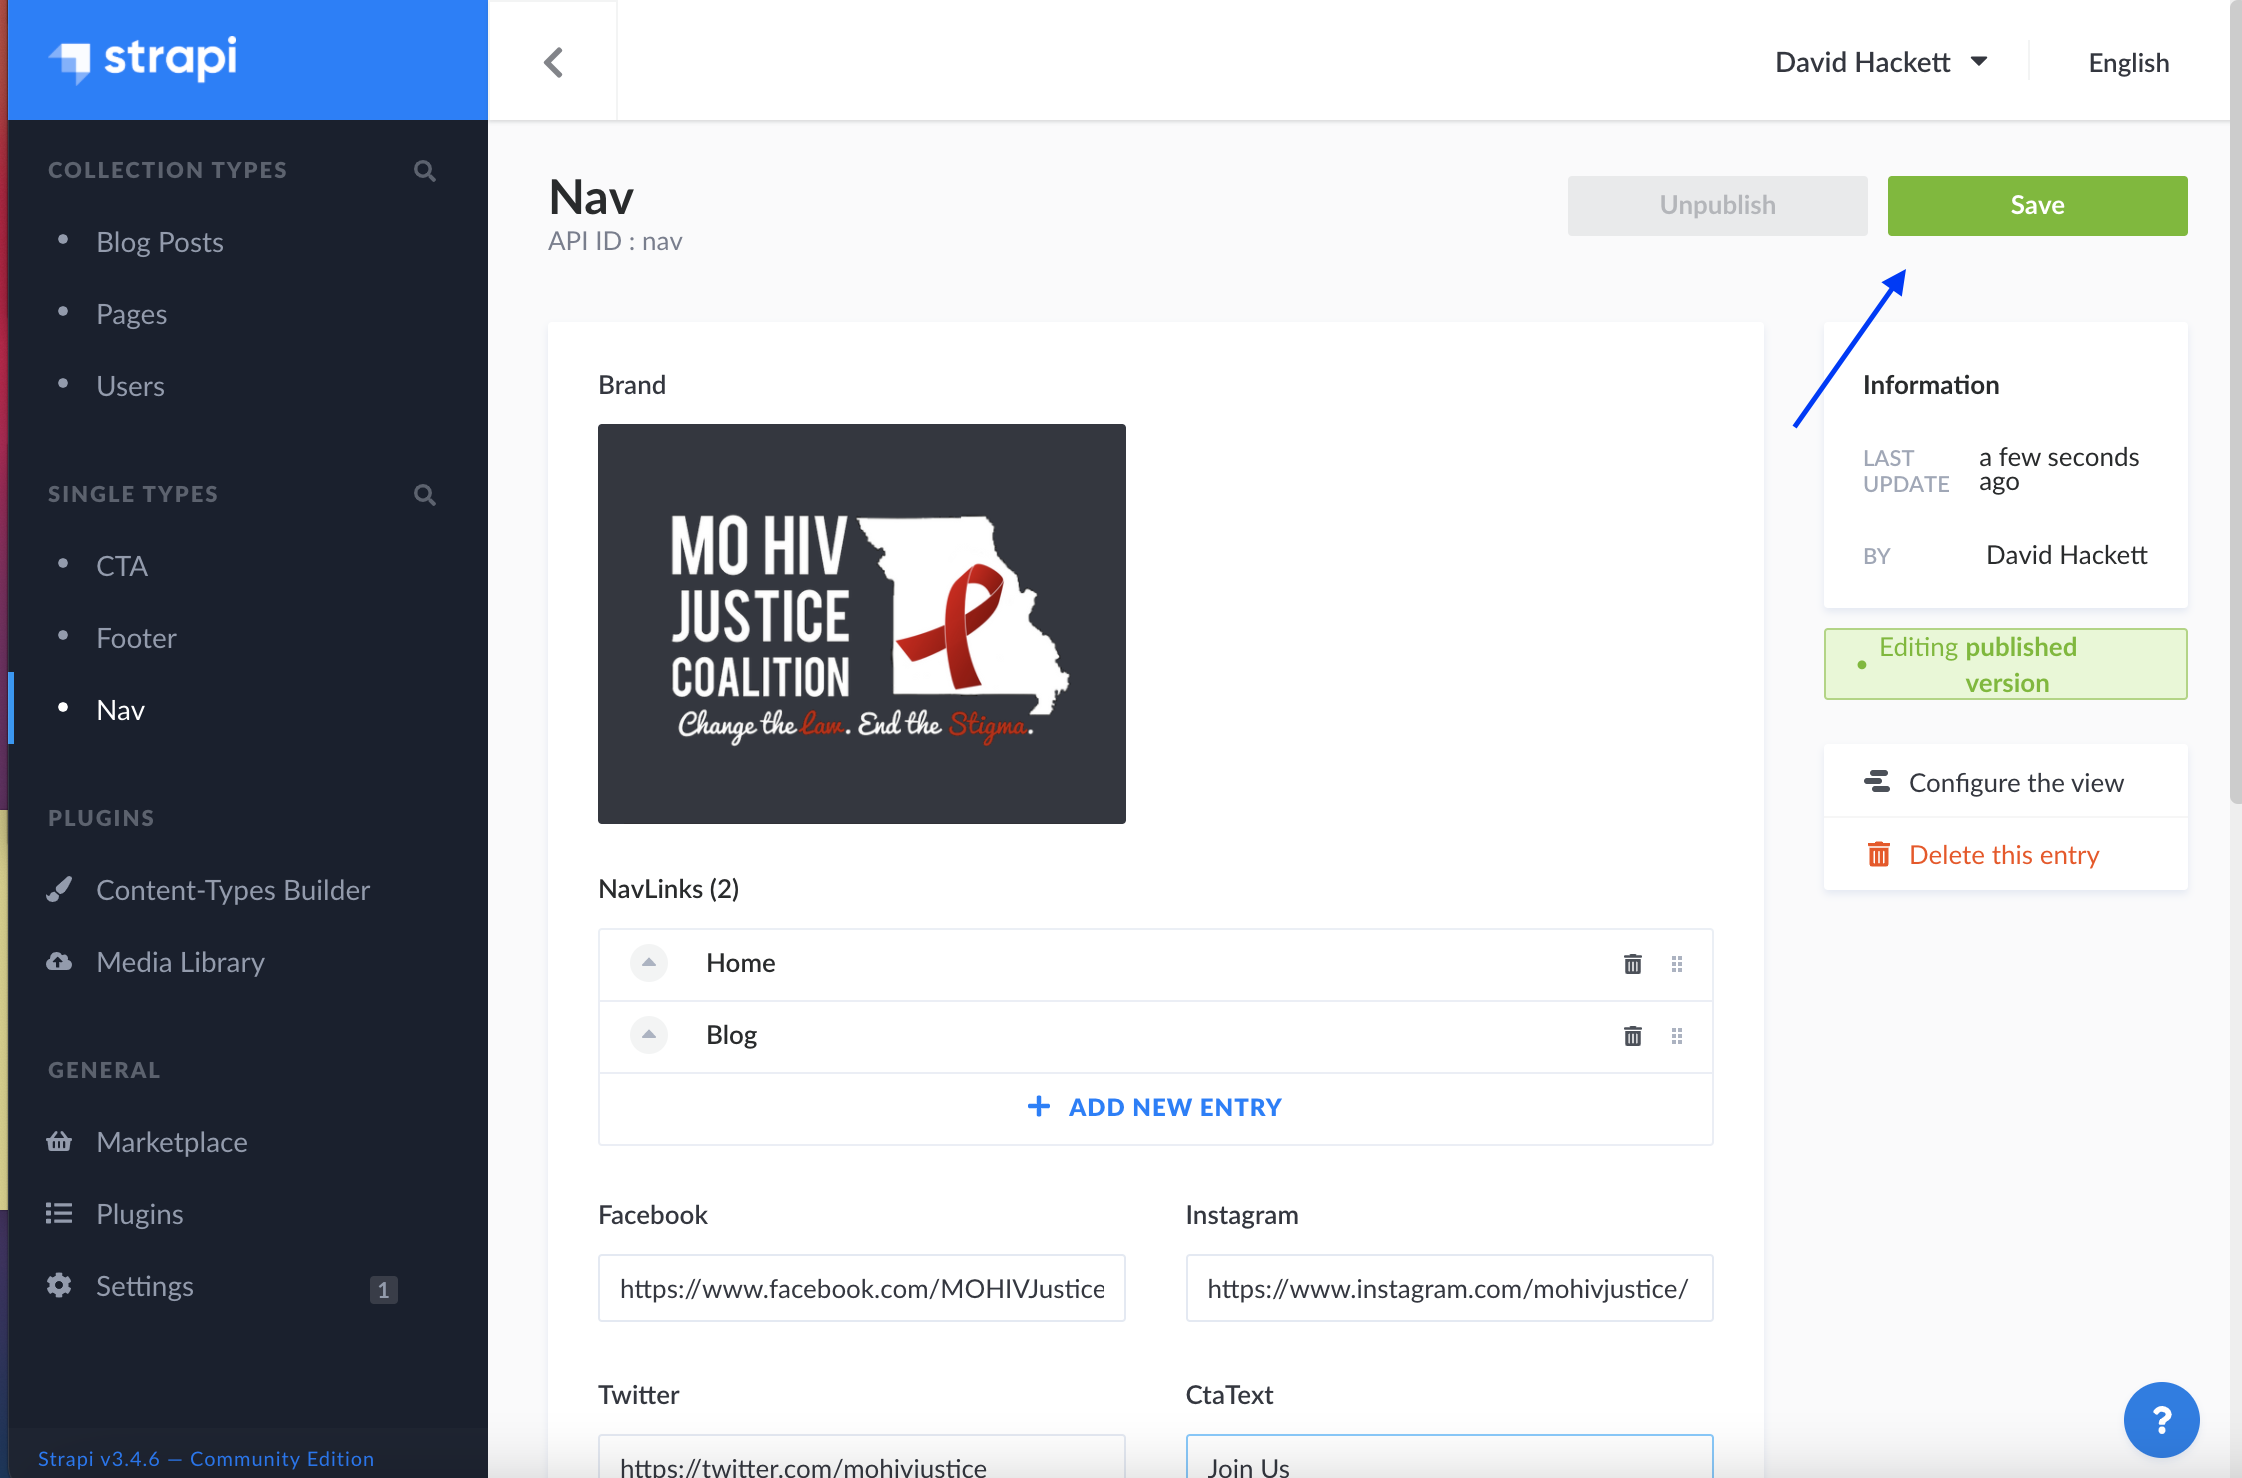 strapi
David Hackett
English
COLLECTION TYPES
Blog Posts
Pages
Users
SINGLE TYPES
CTA
Footer
Nav
PLUGINS
Content-Types Builder
Media Library
GENERAL
Marketplace
Plugins
Settings
1
Strapi v3.4.6 — Community Edition
Nav
API ID : nav
Unpublish
Save
Brand
MO HIV
JUSTICE
COALITION
Change the Law. End the Stigma.
NavLinks (2)
Home
Blog
ADD NEW ENTRY
Facebook
https://www.facebook.com/MOHIVJustice
Instagram
https://www.instagram.com/mohivjustice/
Twitter
https://twitter.com/mohivjustice
CtaText
Join Us
Information
LAST UPDATE
a few seconds ago
BY
David Hackett
Editing published
version
Configure the view
Delete this entry
?